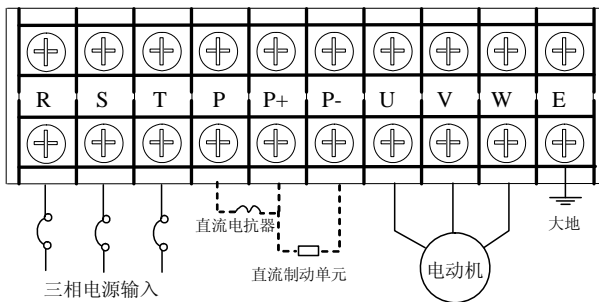 R S T P P+ P- U V W E
直流电抗器
大地
直流制动单元
电动机
三相电源输入